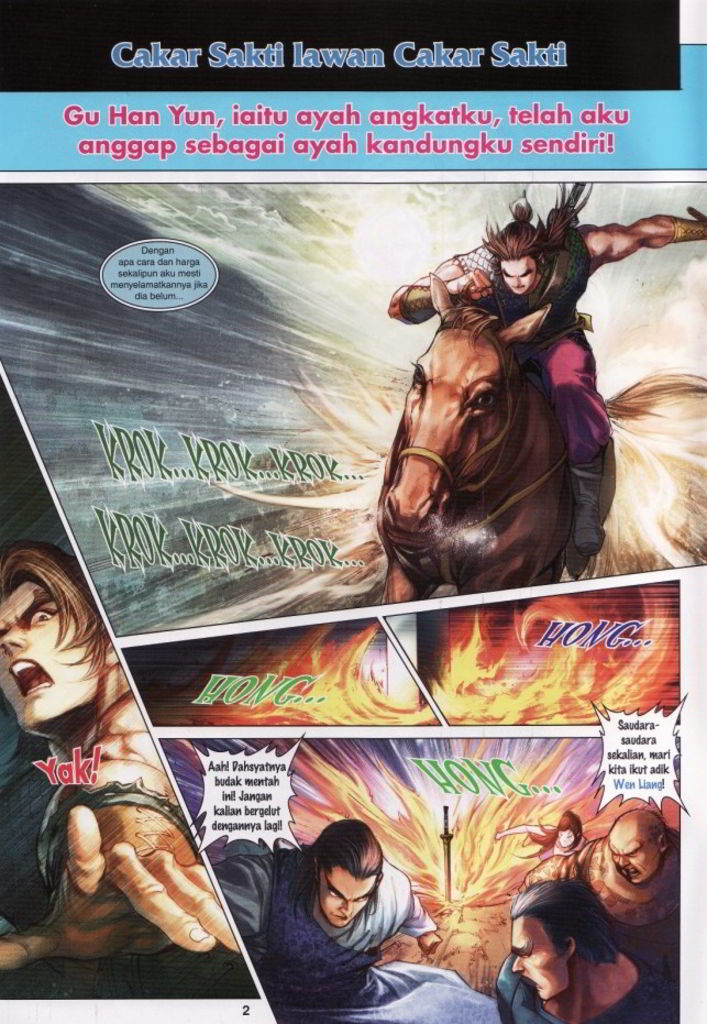 Cakar Sakti lawan Cakar Sakti
Gu Han Yun, iaitu ayah angkatku, telah aku
anggap sebagai ayah kandungku sendiri!
Dengan
apa cara dan harga
sekalipun aku mesti
menyelamatkannya jika
dia belum...
KROK...KROK...KROK...
KROK...KROK...KROK...
Yak!
HONG...
HONG...
Aah! Dahsyatnya
budak mentah
ini! Jangan
kalian bergelut
dengannya lagi!
HONG...
Saudara-
saudara
sekalian, mari
kita ikut adik
Wen Liang!
2